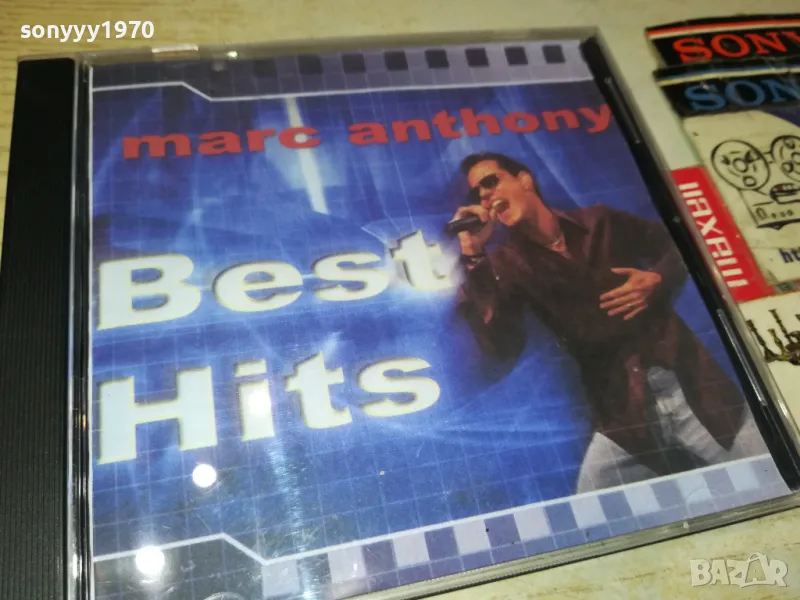 sonyyy1970
marc anthony
Best
Hits
SONY
SON
maxell
BAZAR